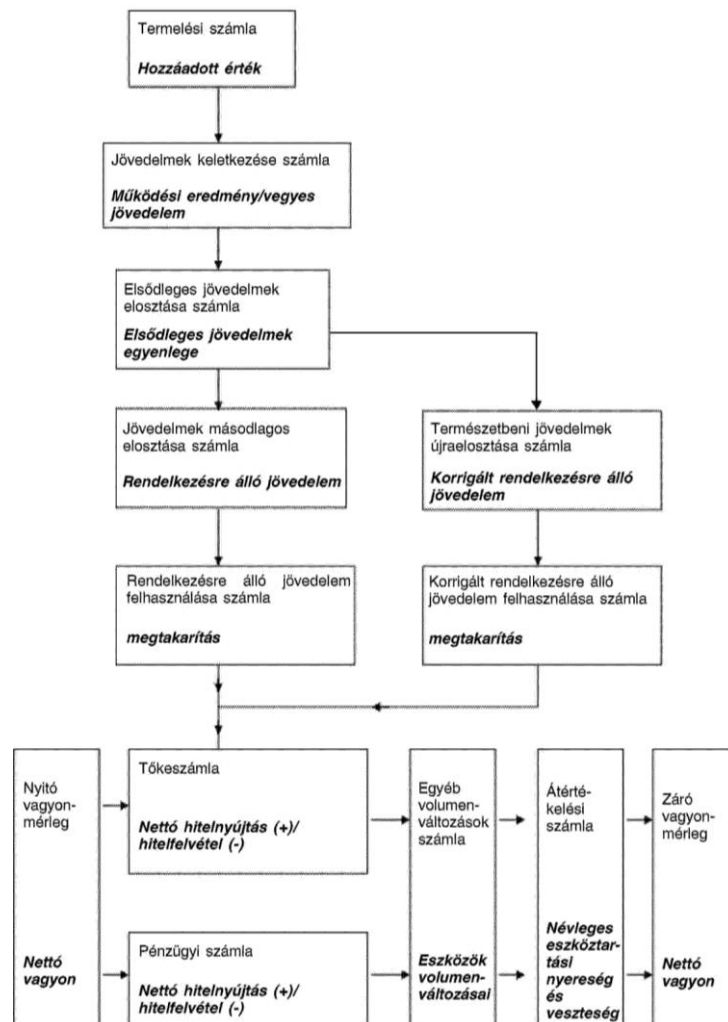 Termelési számla
Hozzáadott érték
Jövedelmek keletkezése számla
Működési eredmény/vegyes
jövedelem
Elsődleges jövedelmek
elosztása számla
Elsődleges jövedelmek
egyenlege
Jövedelmek másodlagos
elosztása számla
Rendelkezésre álló jövedelem
Természetbeni jövedelmek
újraelosztása számla
Korrigált rendelkezésre álló
jövedelem
Rendelkezésre álló jövedelem
felhasználása számla
megtakarítás
Korrigált rendelkezésre álló
jövedelem felhasználása számla
megtakarítás
Nyitó
vagyon-
mérleg
Nettó
vagyon
Tőkeszámla
Nettó hitelnyújtás (+)/
hitelfelvétel (-)
Pénzügyi számla
Nettó hitelnyújtás (+)/
hitelfelvétel (-)
Egyéb
volumen-
változások
számla
Eszközök
volumen-
változásai
Átérté-
kelési
számla
Névleges
eszköztar-
tási
nyereség
és
veszteség
Záró
vagyon-
mérleg
Nettó
vagyon